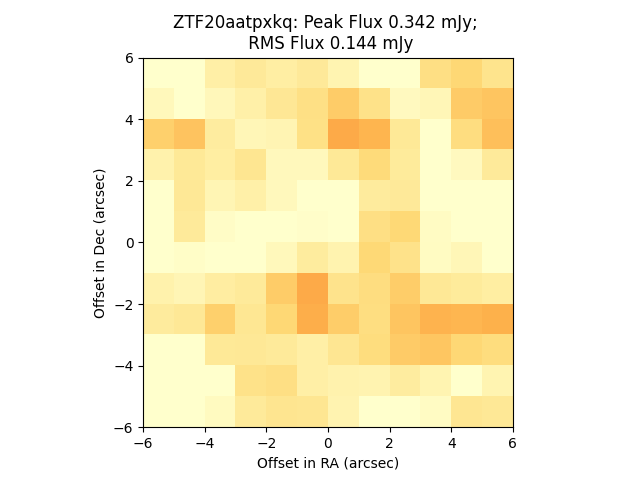 ZTF20aatpxkq: Peak Flux 0.342 mJy;
RMS Flux 0.144 mJy
6
4
2
0
−2
−4
−6
Offset in Dec (arcsec)
−6 −4 −2 0 2 4 6
Offset in RA (arcsec)